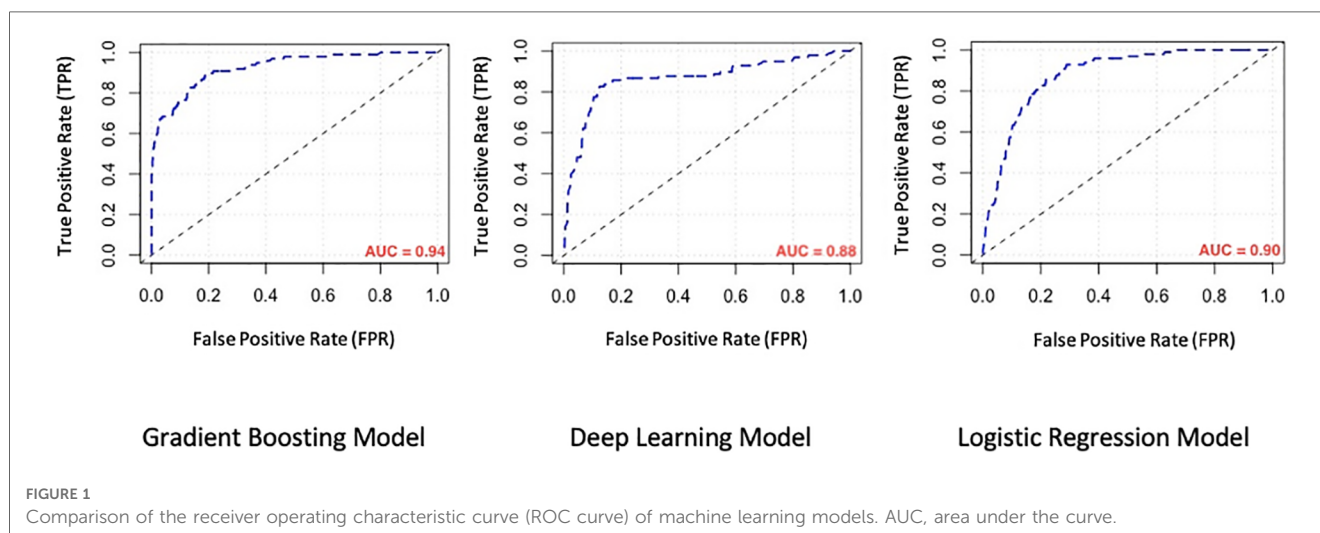 True Positive Rate (TPR)
0.0 0.2 0.4 0.6 0.8 1.0
AUC = 0.94
0.0 0.2 0.4 0.6 0.8 1.0
False Positive Rate (FPR)
Gradient Boosting Model
True Positive Rate (TPR)
0.0 0.2 0.4 0.6 0.8 1.0
AUC = 0.88
0.0 0.2 0.4 0.6 0.8 1.0
False Positive Rate (FPR)
Deep Learning Model
True Positive Rate (TPR)
0.0 0.2 0.4 0.6 0.8 1.0
AUC = 0.90
0.0 0.2 0.4 0.6 0.8 1.0
False Positive Rate (FPR)
Logistic Regression Model
FIGURE 1
Comparison of the receiver operating characteristic curve (ROC curve) of machine learning models. AUC, area under the curve.